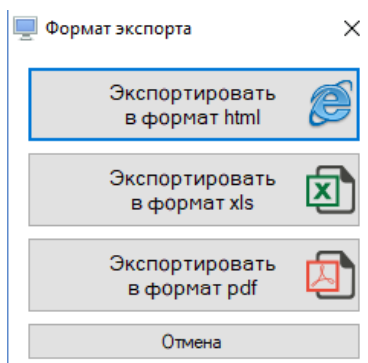 Формат экспорта
Экспортировать
в формат html
Экспортировать
в формат xls
Экспортировать
в формат pdf
Отмена